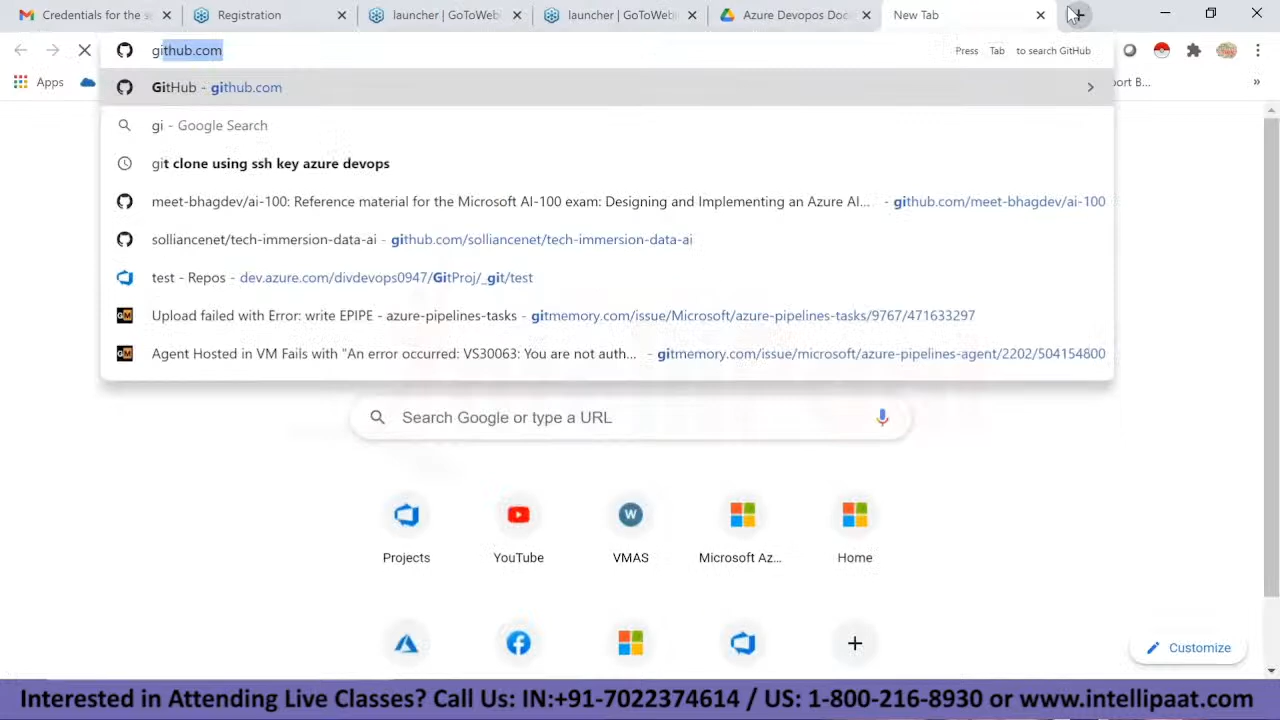 Credentials for the s
Registration
launcher | GoToWebi
launcher | GoToWebi
Azure Devopos Doc
New Tab
github.com
Press Tab to search GitHub
Apps
ort B...
»
GitHub - github.com
gi - Google Search
git clone using ssh key azure devops
meet-bhagdev/ai-100: Reference material for the Microsoft AI-100 exam: Designing and Implementing an Azure AI... - github.com/meet-bhagdev/ai-100
solliancenet/tech-immersion-data-ai - github.com/solliancenet/tech-immersion-data-ai
test - Repos - dev.azure.com/divdevops0947/GitProj/_git/test
GM Upload failed with Error: write EPIPE - azure-pipelines-tasks - gitmemory.com/issue/Microsoft/azure-pipelines-tasks/9767/471633297
GM Agent Hosted in VM Fails with "An error occurred: VS30063: You are not auth... - gitmemory.com/issue/microsoft/azure-pipelines-agent/2202/504154800
Search Google or type a URL
W
Projects
YouTube
VMAS
Microsoft Az...
Home
Customize
Interested in Attending Live Classes? Call Us: IN:+91-7022374614 / US: 1-800-216-8930 or www.intellipaat.com